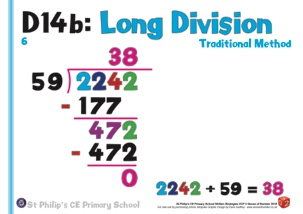 D14b: Long Division
6
Traditional Method
38
59 ) 2242
- 177
472
- 472
0
St Philip's CE Primary School
2242 ÷ 59 = 38